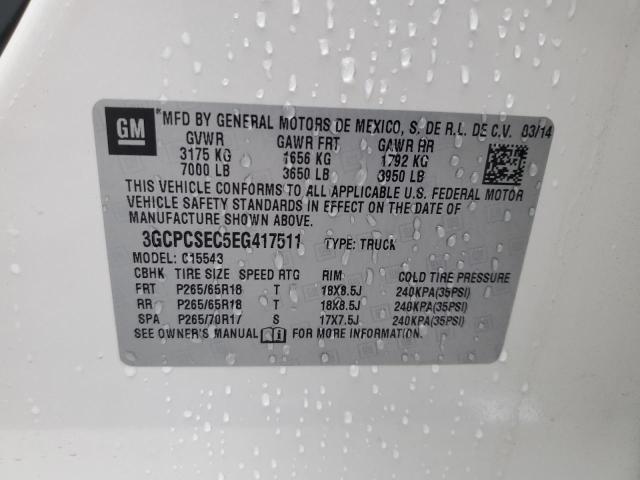 GM
*MFD BY GENERAL MOTORS DE MEXICO, S. DE R.L. DE C.V. 03/14
GVWR GAWR FRT GAWR RR
3175 KG 1656 KG 1792 KG
7000 LB 3650 LB 3950 LB
THIS VEHICLE CONFORMS TO ALL APPLICABLE U.S. FEDERAL MOTOR
VEHICLE SAFETY STANDARDS IN EFFECT ON THE DATE OF
MANUFACTURE SHOWN ABOVE.
3GCPCSEC5EG417511 TYPE: TRUCK
MODEL: C15543
CBHK TIRE SIZE SPEED RTG RIM COLD TIRE PRESSURE
FRT P265/65R18 T 18X8.5J 240KPA(35PSI)
RR P265/65R18 T 18X8.5J 240KPA(35PSI)
SPA P265/70R17 S 17X7.5J 240KPA(35PSI)
SEE OWNER'S MANUAL FOR MORE INFORMATION.